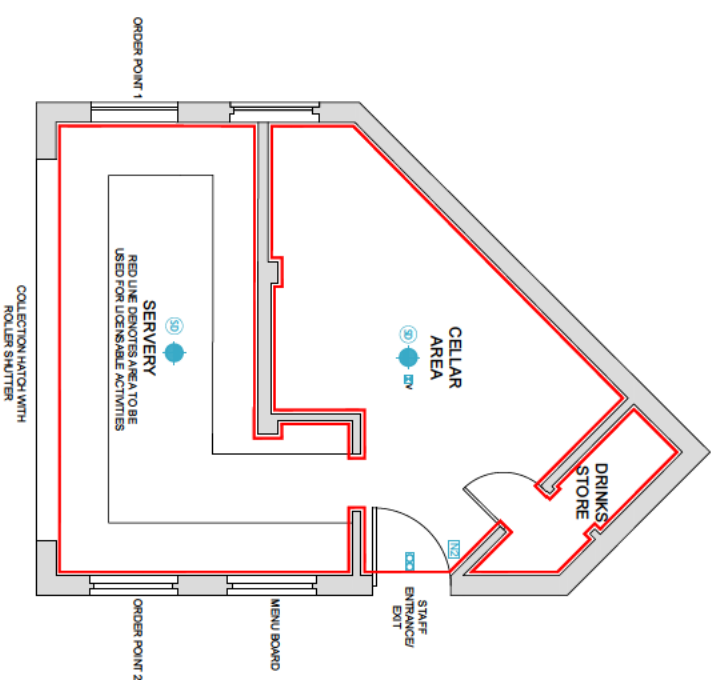 ORDER POINT 1
CELLAR
AREA
SD
V
DRINKS
STORE
N2
STAFF
ENTRANCE/
EXIT
MENU BOARD
ORDER POINT 2
SD
SERVERY
RED LINE DENOTES AREA TO BE
USED FOR LICENSABLE ACTIVITIES
COLLECTION HATCH WITH
ROLLER SHUTTER